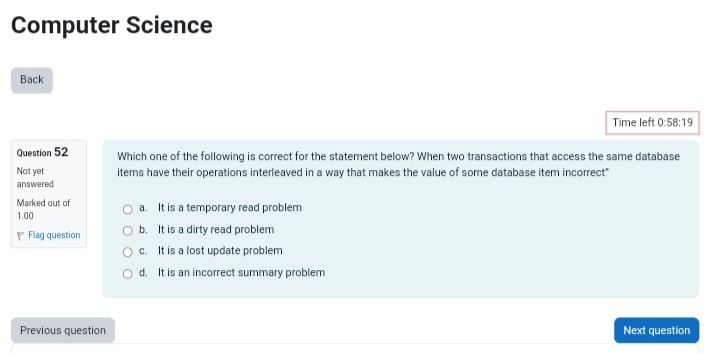 Computer Science
Back
Time left 0:58:19
Question 52
Not yet
answered
Marked out of
1.00
Flag question
Which one of the following is correct for the statement below? When two transactions that access the same database
items have their operations interleaved in a way that makes the value of some database item incorrect"
a. It is a temporary read problem
b. It is a dirty read problem
c. It is a lost update problem
d. It is an incorrect summary problem
Previous question
Next question